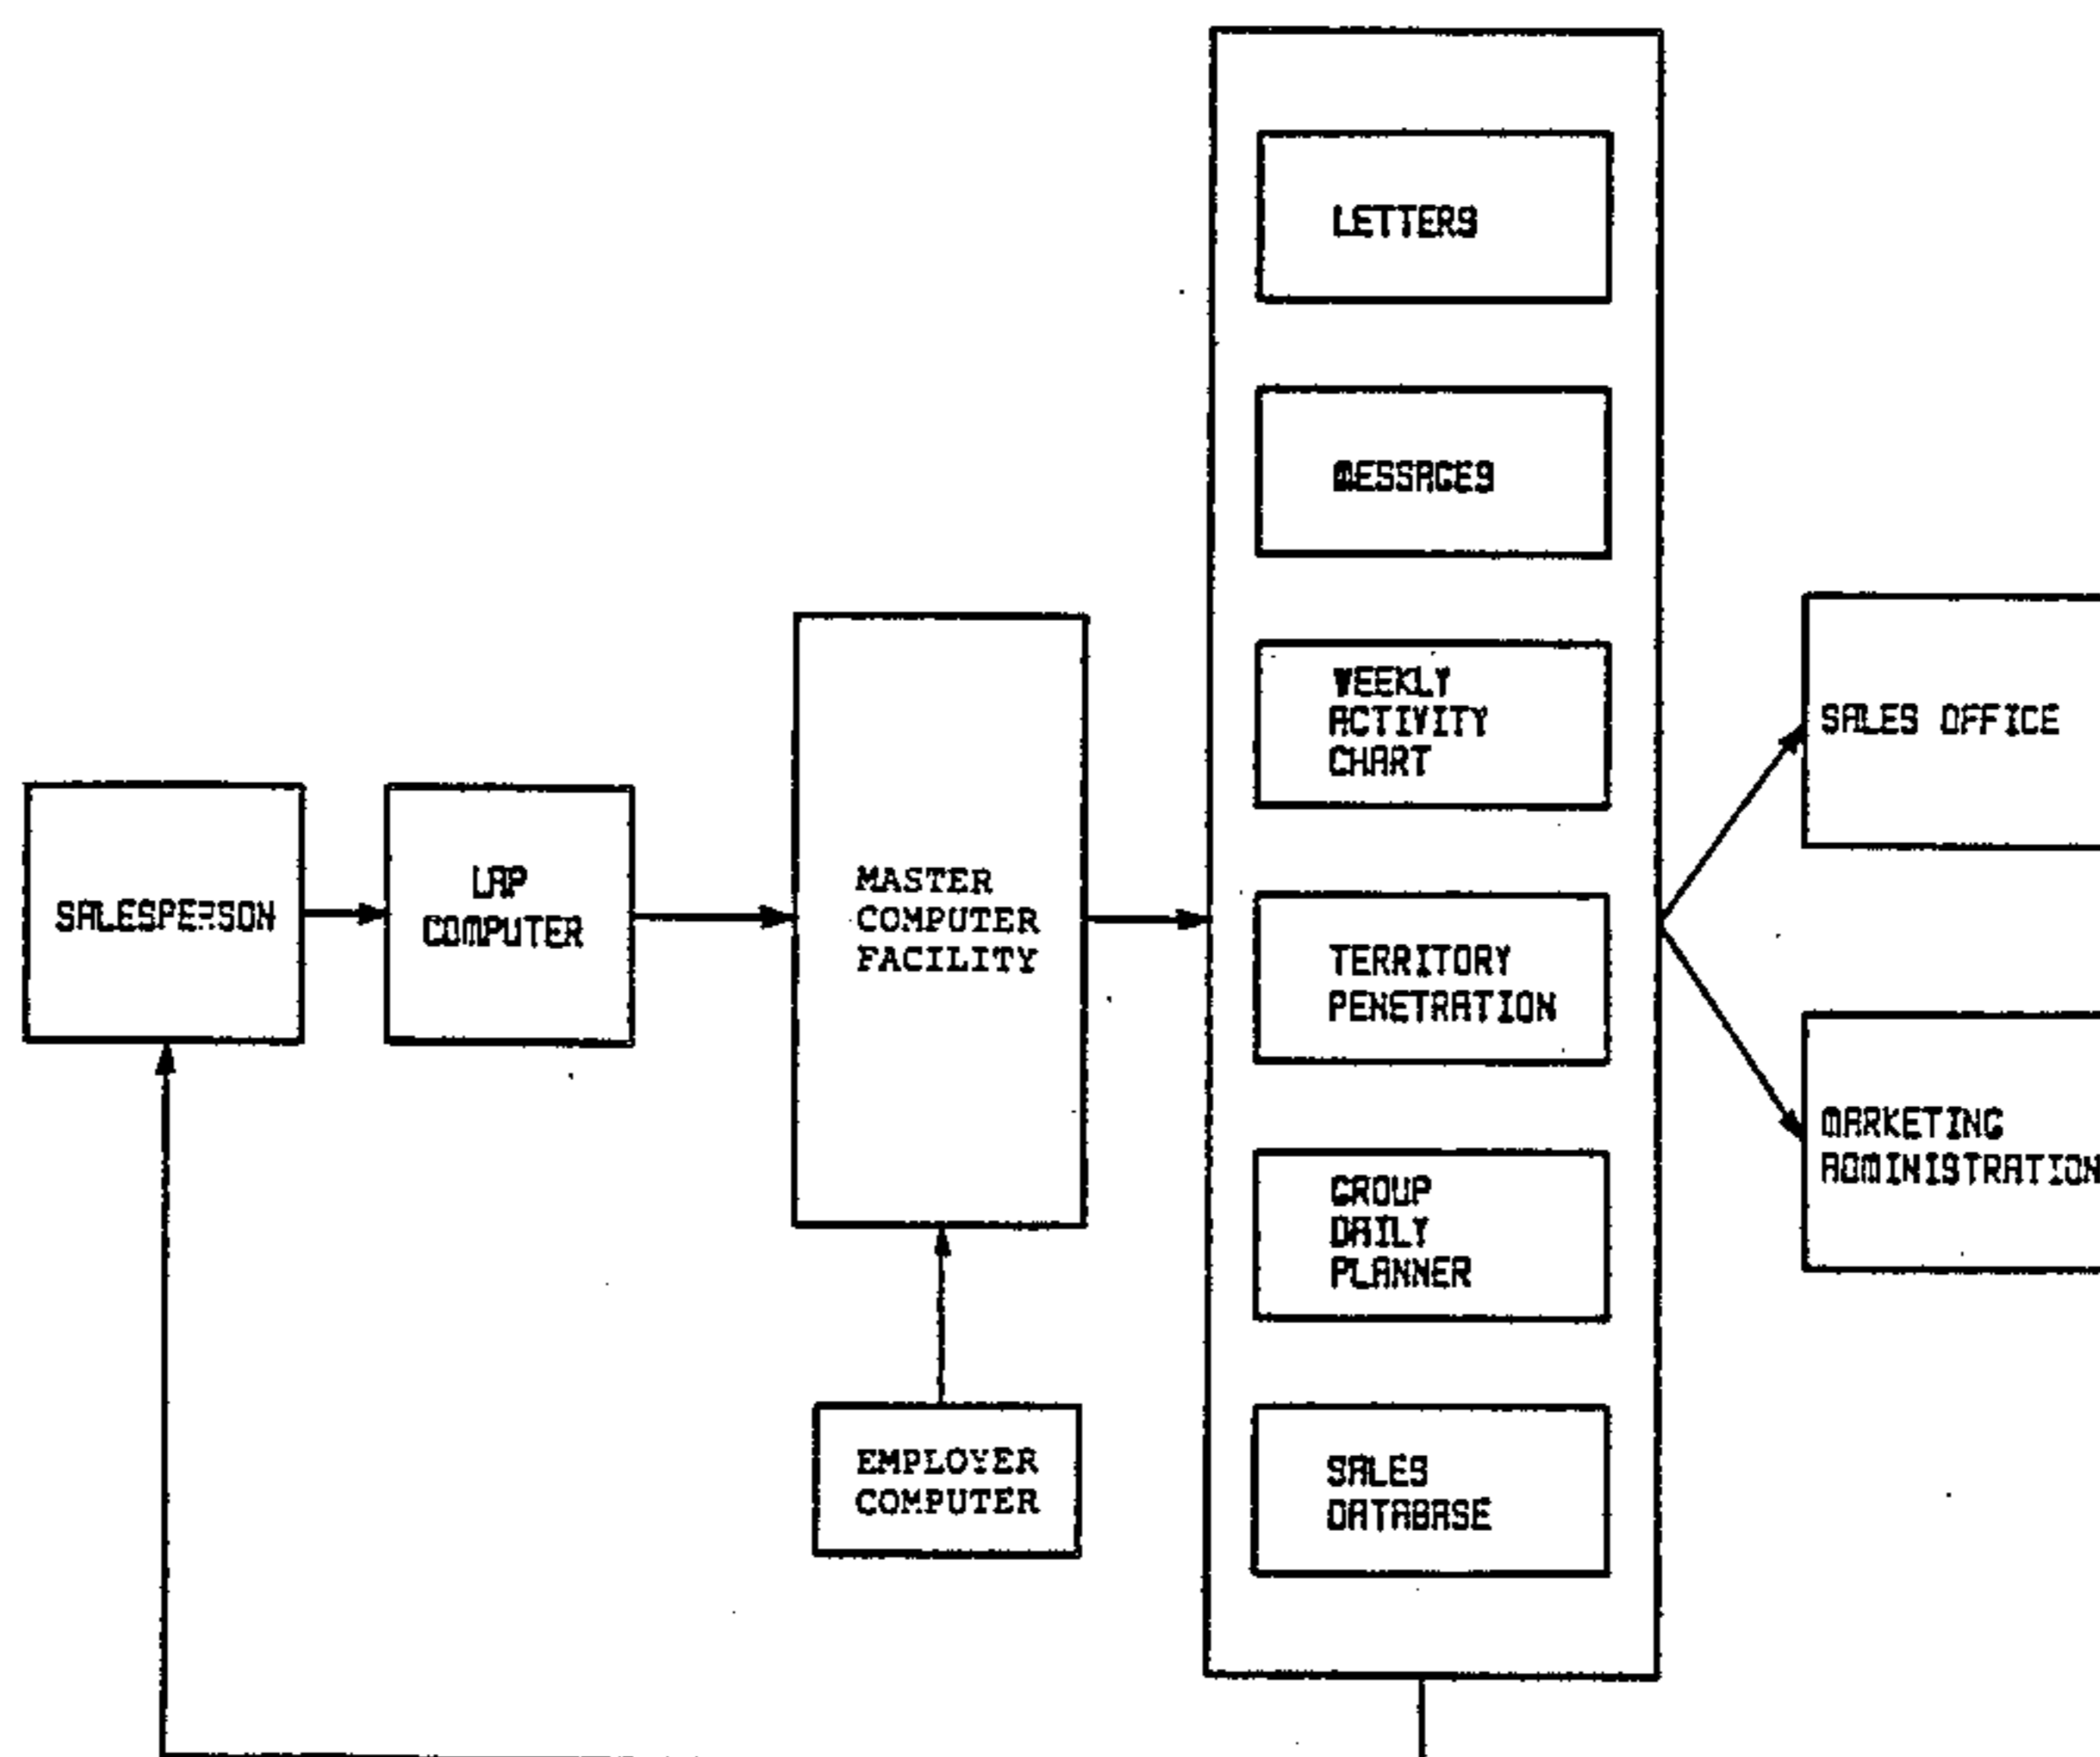 LETTERS
MESSAGES
WEEKLY
ACTIVITY
CHART
SALES OFFICE
SALESPERSON
LAP
COMPUTER
MASTER
COMPUTER
FACILITY
TERRITORY
PENETRATION
MARKETING
ADMINISTRATION
GROUP
DAILY
PLANNER
EMPLOYER
COMPUTER
SALES
DATABASE